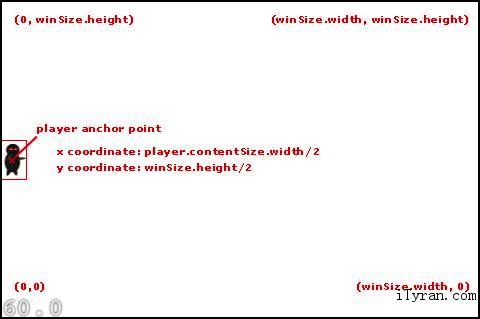 (0, winSize.height)
(winSize.width, winSize.height)
player anchor point
x coordinate: player.contentSize.width/2
y coordinate: winSize.height/2
(0,0)
(winSize.width, 0)
ityran.com
60.0